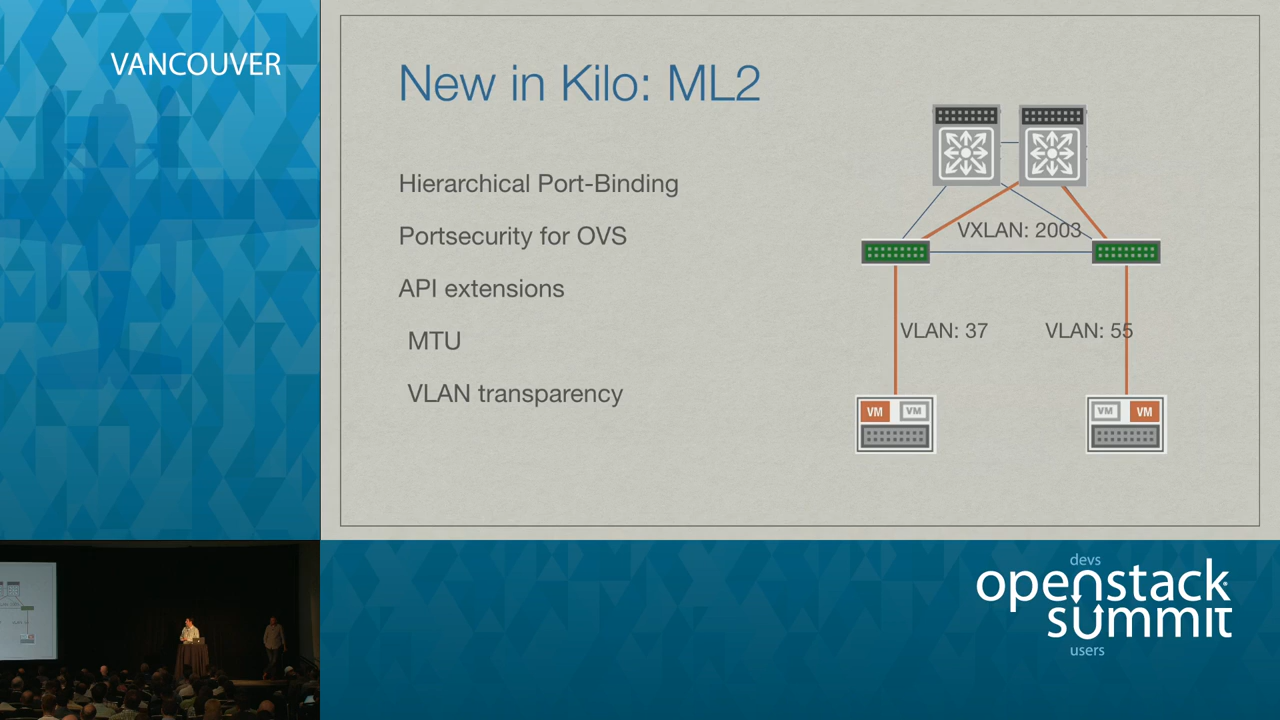 VANCOUVER
New in Kilo: ML2
Hierarchical Port-Binding
Portsecurity for OVS
API extensions
MTU
VLAN transparency
VXLAN: 2003
VLAN: 37
VLAN: 55
VM
VM
VM
VM
devs
openstack
summit
users